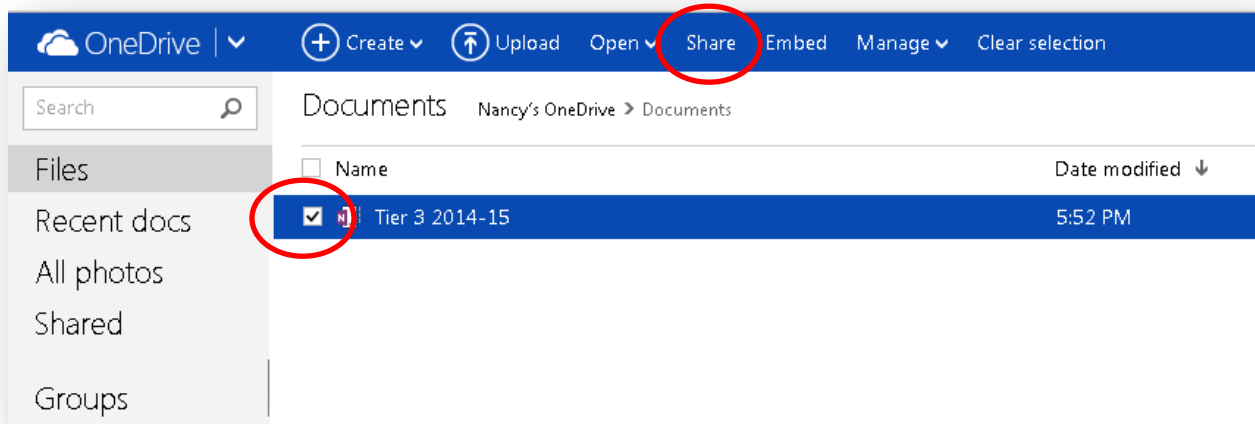 OneDrive Create Upload Open Share Embed Manage Clear selection
Search
Documents Nancy's OneDrive > Documents
Files
Name Date modified
Tier 3 2014-15 5:52 PM
Recent docs
All photos
Shared
Groups